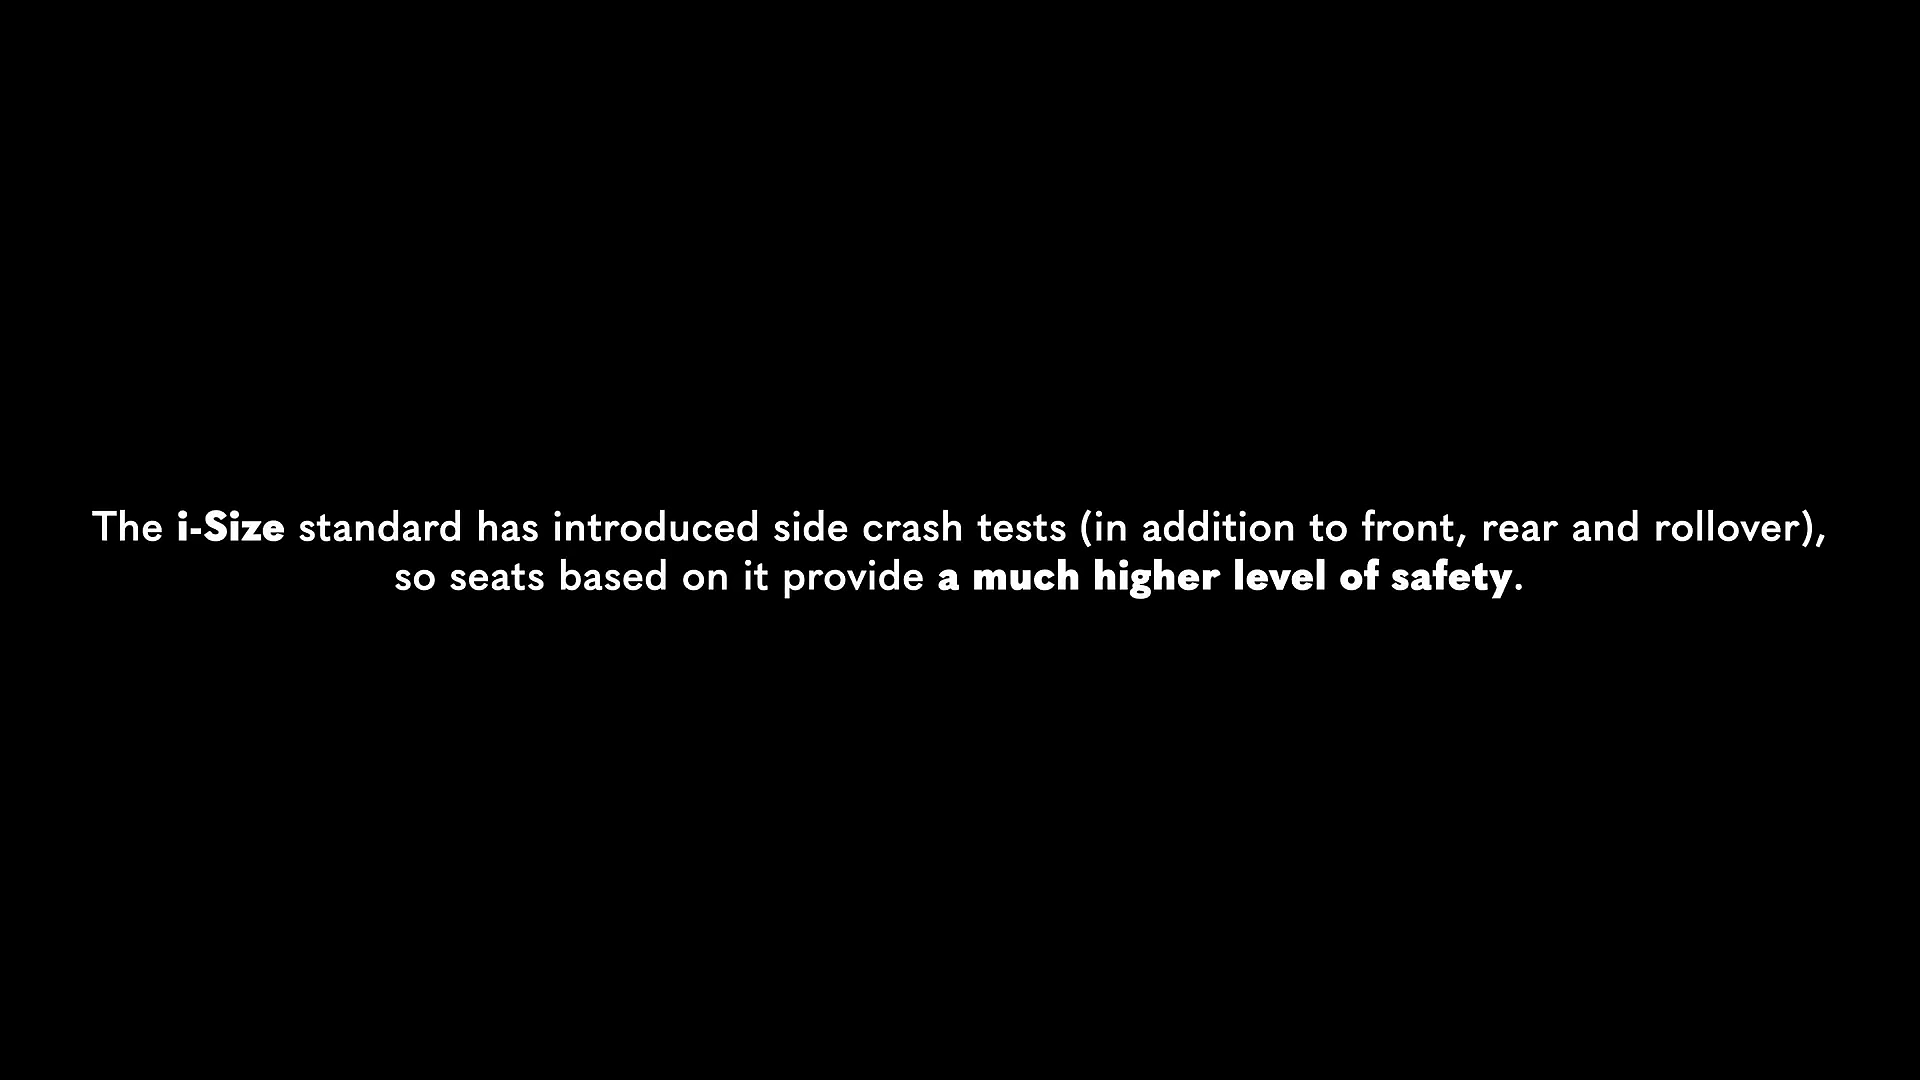 The i-Size standard has introduced side crash tests (in addition to front, rear and rollover),
so seats based on it provide a much higher level of safety.